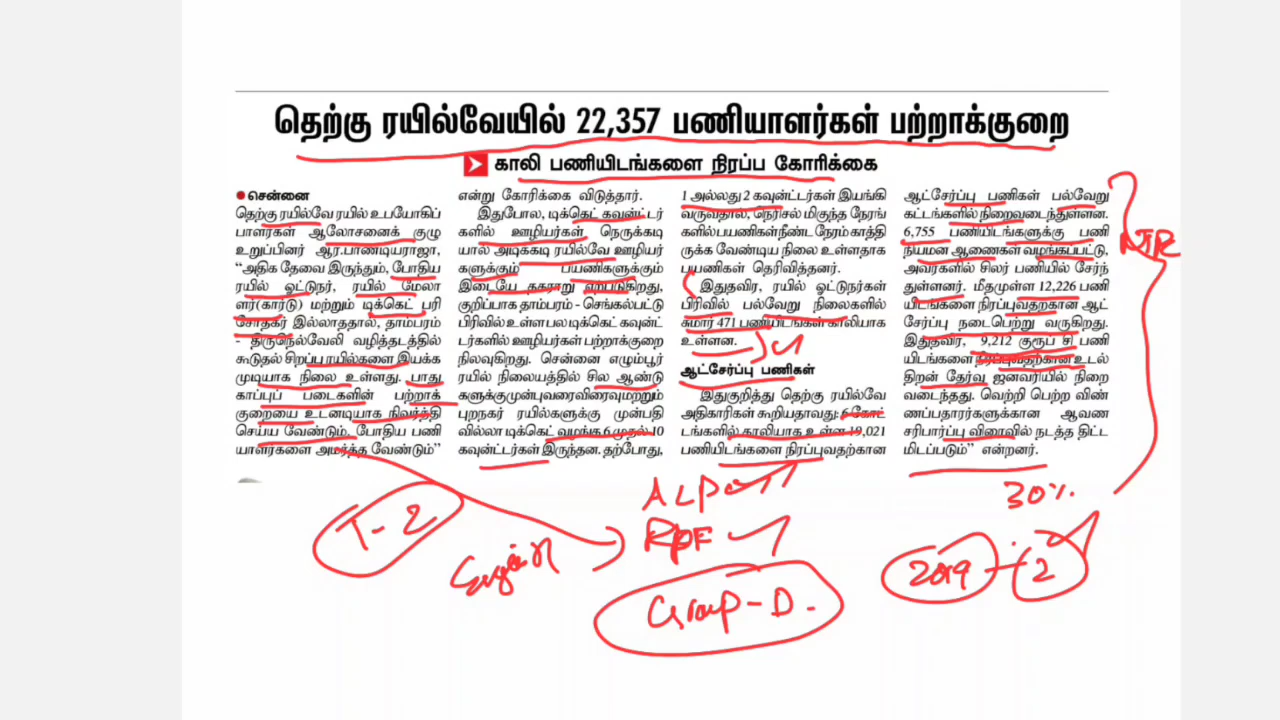 தெற்கு ரயில்வேயில் 22,357 பணியாளர்கள் பற்றாக்குறை
காலி பணியிடங்களை நிரப்ப கோரிக்கை
சென்னை
தெற்கு ரயில்வே ரயில் உபயோகிப்
பாளர்கள் ஆலோசனைக் குழு
உறுப்பினர் ஆர்.பாண்டியராஜா,
“அதிக தேவை இருந்தும், போதிய
ரயில் ஓட்டுநர், ரயில் மேலா
ளர்(கார்டு) மற்றும் டிக்கெட் பரி
சோதகர் இல்லாததால், தாம்பரம்
- திருநெல்வேலி வழித்தடத்தில்
கூடுதல் சிறப்பு ரயில்களை இயக்க
முடியாத நிலை உள்ளது. பாது
காப்புப் படைகளின் பற்றாக்
குறையை உடனடியாக நிவர்த்தி
செய்ய வேண்டும். போதிய பணி
யாளர்களை அமர்த்த வேண்டும்”
என்று கோரிக்கை விடுத்தார்.
இதுபோல, டிக்கெட் கவுன்ட்டர்
களில் ஊழியர்கள் நெருக்கடி
யால் அடிக்கடி ரயில்வே ஊழியர்
களுக்கும் பயணிகளுக்கும்
இடையே தகராறு ஏற்படுகிறது,
குறிப்பாக தாம்பரம் - செங்கல்பட்டு
பிரிவில் உள்ள பல டிக்கெட் கவுன்ட்
டர்களில் ஊழியர்கள் பற்றாக்குறை
நிலவுகிறது. சென்னை எழும்பூர்
ரயில் நிலையத்தில் சில ஆண்டு
களுக்குமுன்புவரைவிரைவுமற்றும்
புறநகர் ரயில்களுக்கு முன்பதி
வில்லா டிக்கெட் வழங்க 6 முதல் 10
கவுன்ட்டர்கள் இருந்தன. தற்போது,
1 அல்லது 2 கவுன்ட்டர்கள் இயங்கி
வருவதால், நெரிசல் மிகுந்த நேரங்
களில் பயணிகள் நீண்ட நேரம் காத்தி
ருக்க வேண்டிய நிலை உள்ளதாக
பயணிகள் தெரிவித்தனர்.
இதுதவிர, ரயில் ஓட்டுநர்கள்
பிரிவில் பல்வேறு நிலைகளில்
சுமார் 471 பணியிடங்கள் காலியாக
உள்ளன.
ஆட்சேர்ப்பு பணிகள்
இதுகுறித்து தெற்கு ரயில்வே
அதிகாரிகள் கூறியதாவது: 6 கோட்
டங்களில் காலியாக உள்ள 19,021
பணியிடங்களை நிரப்புவதற்கான
ஆட்சேர்ப்பு பணிகள் பல்வேறு
கட்டங்களில் நிறைவடைந்துள்ளன.
6,755 பணியிடங்களுக்கு பணி
நியமன ஆணைகள் வழங்கப்பட்டு,
அவர்களில் சிலர் பணியில் சேர்ந்
துள்ளனர். மீதமுள்ள 12,226 பணி
யிடங்களை நிரப்புவதற்கான ஆட்
சேர்ப்பு நடைபெற்று வருகிறது.
இதுதவிர, 9,212 குரூப் சி பணி
யிடங்களை நிரப்புவதற்கான உடல்
திறன் தேர்வு ஜனவரியில் நிறை
வடைந்தது. வெற்றி பெற்ற விண்
ணப்பதாரர்களுக்கான ஆவண
சரிபார்ப்பு விரைவில் நடத்த திட்ட
மிடப்படும்” என்றனர்.
T-2
ALP
RPF
Group-D.
30%
2019 - 2